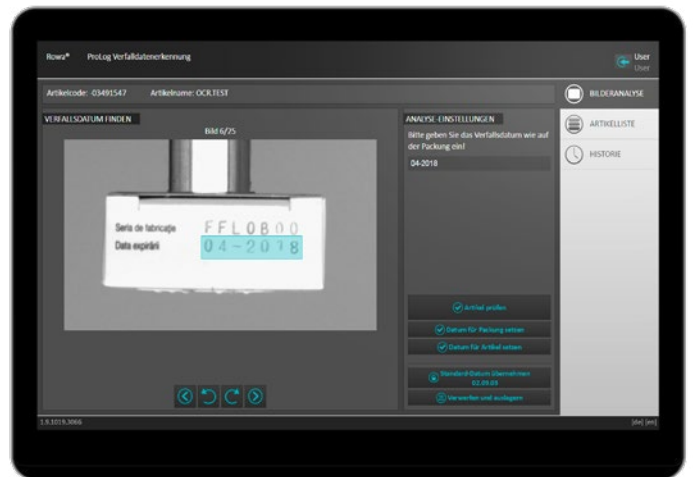 Rowa® ProLog Verfalldatenerkennung
User
User
Artikelcode: -03491547 Artikelname: OCR.TEST
BILDERANALYSE
ARTIKELLISTE
HISTORIE
VERFALLSDATUM FINDEN
Bild 6/25
Seria de fabricaţie FFL0B00
Data expirării 04-2018
ANALYSE-EINSTELLUNGEN
Bitte geben Sie das Verfallsdatum wie auf
der Packung ein!
04-2018
Artikel prüfen
Datum für Packung setzen
Datum für Artikel setzen
Standard-Datum übernehmen
02.09.03
Verwerfen und auslagern
1.9.1019.3066
[de] [en]